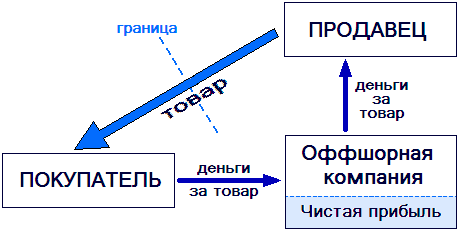 граница
ПРОДАВЕЦ
товар
деньги
за
товар
ПОКУПАТЕЛЬ
деньги
за товар
Оффшорная
компания
Чистая прибыль